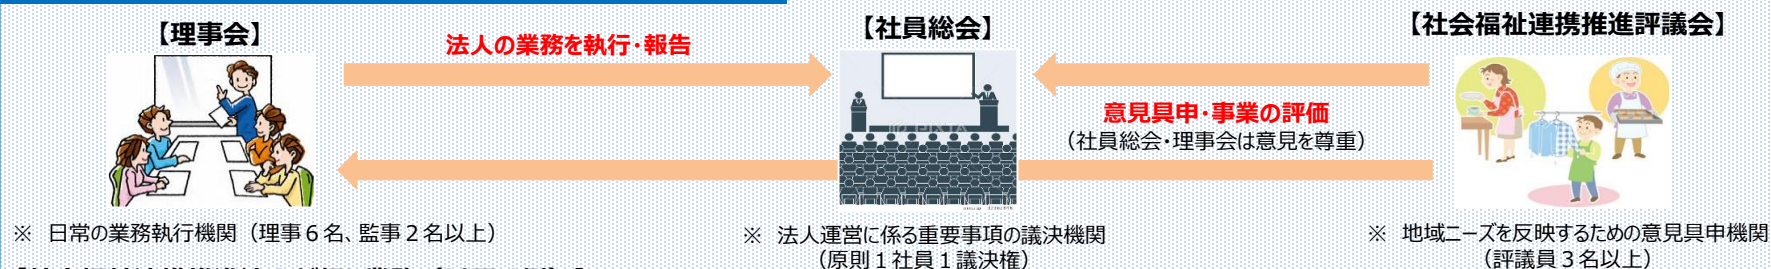 【理事会】
法人の業務を執行・報告
【社員総会】
【社会福祉連携推進評議会】
意見具申・事業の評価
（社員総会・理事会は意見を尊重）
※　日常の業務執行機関（理事６名、監事２名以上）
※　法人運営に係る重要事項の議決機関
（原則１社員１議決権）
※　地域ニーズを反映するための意見具申機関
（評議員３名以上）